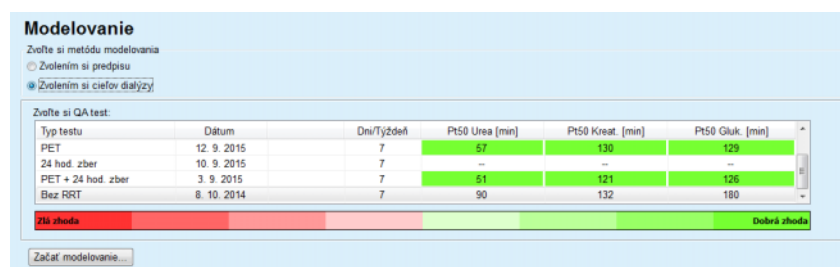 Modelovanie
Zvoľte si metódu modelovania
Zvolením si predpisu
Zvolením si cieľov dialýzy
Zvoľte si QA test:
Typ testu Dátum Dni/Týždeň Pt50 Urea [min] Pt50 Kreat. [min] Pt50 Gluk. [min]
PET 12. 9. 2015 7 57 130 129
24 hod. zber 10. 9. 2015 7 -- -- --
PET + 24 hod. zber 3. 9. 2015 7 51 121 126
Bez RRT 8. 10. 2014 7 90 132 180
Zlá zhoda Dobrá zhoda
Začať modelovanie...